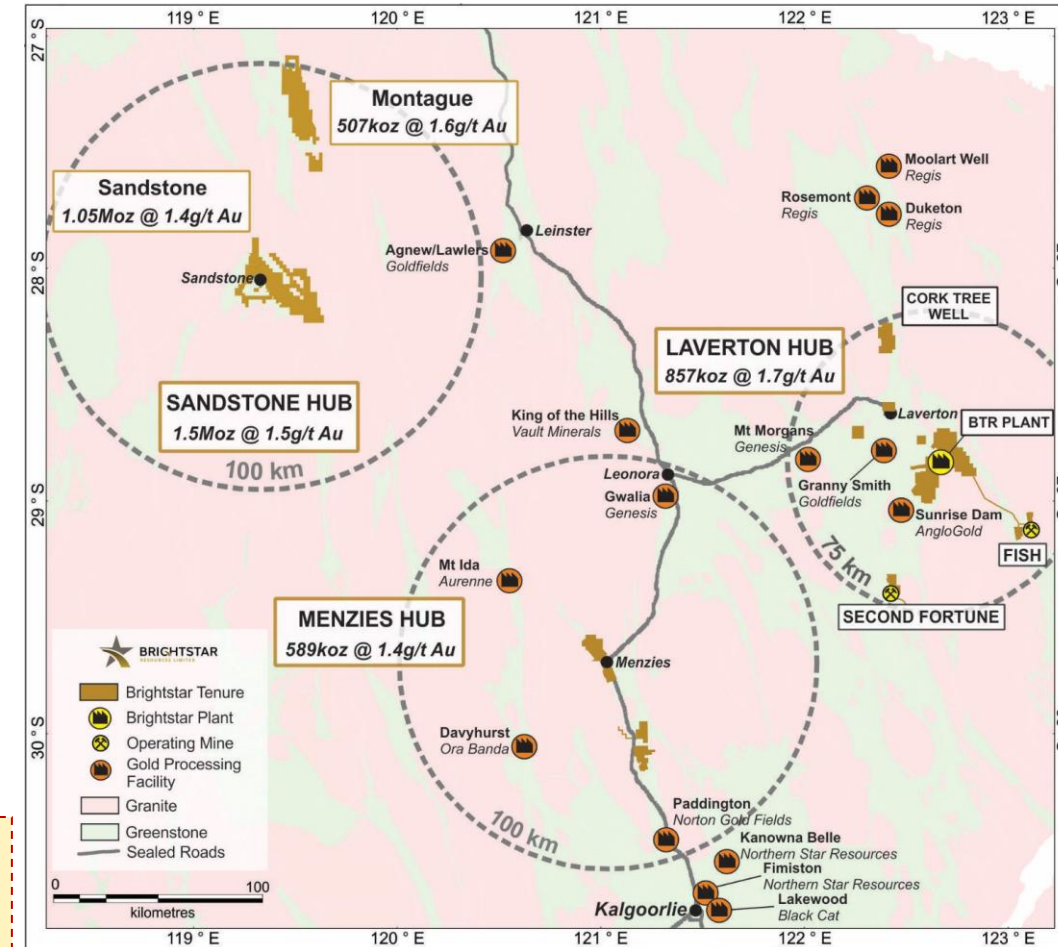 119 ° E
120 ° E
121 ° E
122 ° E
123 ° E
27 ° S
28 ° S
29 ° S
30 ° S
Montague
507koz @ 1.6g/t Au
Sandstone
1.05Moz @ 1.4g/t Au
Sandstone
SANDSTONE HUB
1.5Moz @ 1.5g/t Au
100 km
Moolart Well
Regis
Rosemont
Regis
Duketon
Regis
Leinster
Agnew/Lawlers
Goldfields
CORK TREE
WELL
LAVERTON HUB
857koz @ 1.7g/t Au
Laverton
BTR PLANT
King of the Hills
Vault Minerals
Mt Morgans
Genesis
Granny Smith
Goldfields
Leonora
Gwalia
Genesis
Sunrise Dam
AngloGold
FISH
75 km
SECOND FORTUNE
Mt Ida
Aurenne
MENZIES HUB
589koz @ 1.4g/t Au
Menzies
Davyhurst
Ora Banda
100 km
Paddington
Norton Gold Fields
Kanowna Belle
Northern Star Resources
Fimiston
Northern Star Resources
Lakewood
Black Cat
Kalgoorlie
BRIGHTSTAR
RESOURCES LIMITED
Brightstar Tenure
Brightstar Plant
Operating Mine
Gold Processing
Facility
Granite
Greenstone
Sealed Roads
0 100
kilometres
119 ° E
120 ° E
121 ° E
122 ° E
123 ° E